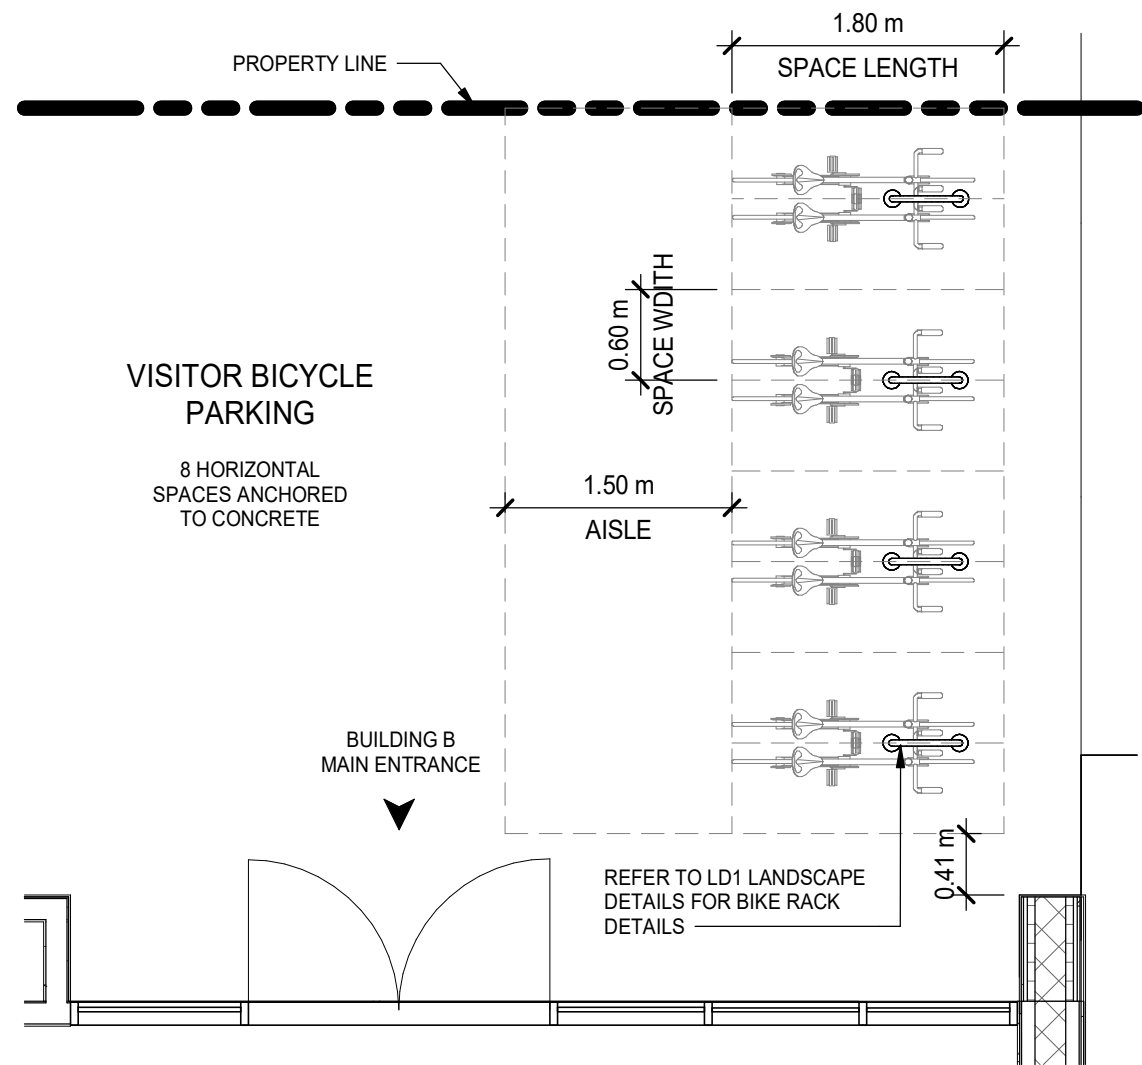 1.80 m
SPACE LENGTH
PROPERTY LINE
0.60 m
SPACE WDITH
VISITOR BICYCLE
PARKING
8 HORIZONTAL
SPACES ANCHORED
TO CONCRETE
1.50 m
AISLE
BUILDING B
MAIN ENTRANCE
0.41 m
REFER TO LD1 LANDSCAPE
DETAILS FOR BIKE RACK
DETAILS